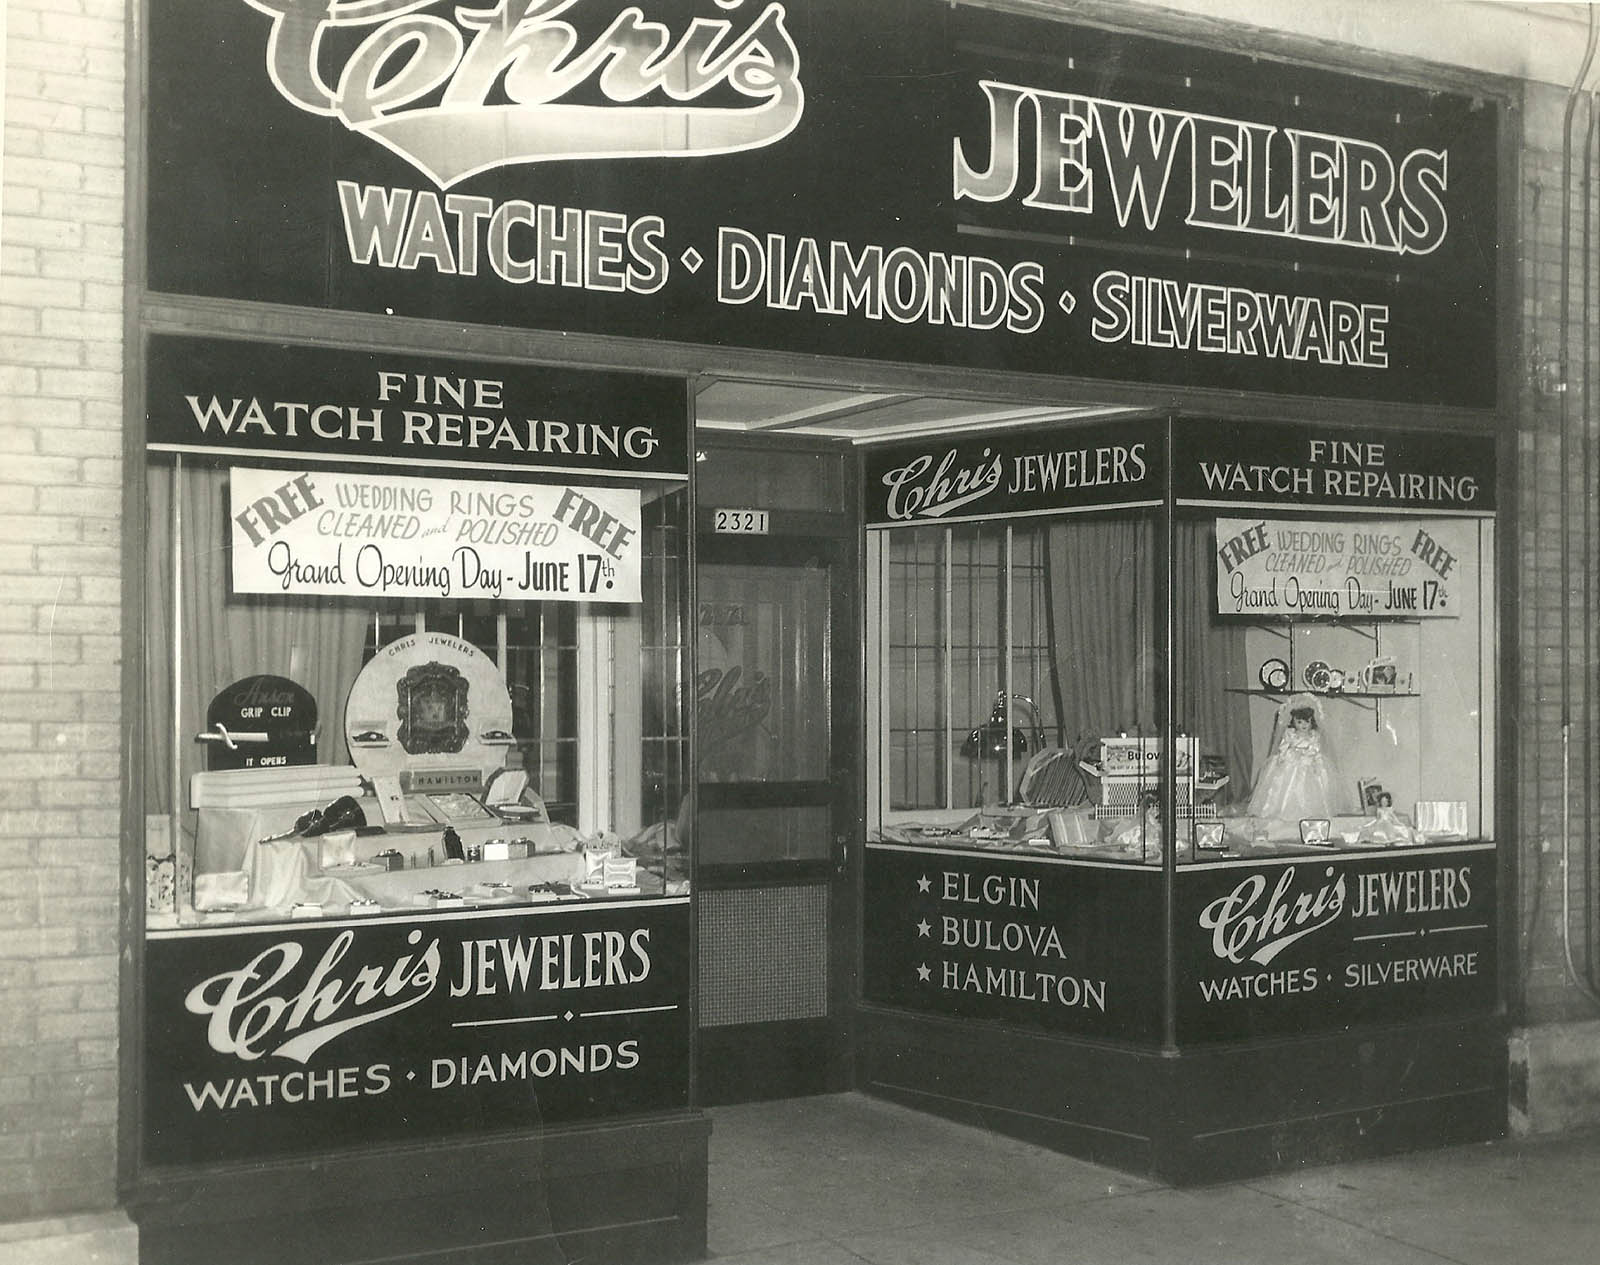 Chris
JEWELERS
WATCHES · DIAMONDS · SILVERWARE
FINE
WATCH REPAIRING
FREE WEDDING RINGS FREE
CLEANED and POLISHED
Grand Opening Day - JUNE 17th.
CHRIS JEWELERS
Anson
GRIP CLIP
IT OPENS
HAMILTON
Chris JEWELERS
WATCHES · DIAMONDS
2321
2321
Chris
Chris JEWELERS
BULOVA
★ ELGIN
★ BULOVA
★ HAMILTON
FINE
WATCH REPAIRING
FREE WEDDING RINGS FREE
CLEANED and POLISHED
Grand Opening Day - JUNE 17th.
Chris JEWELERS
WATCHES · SILVERWARE